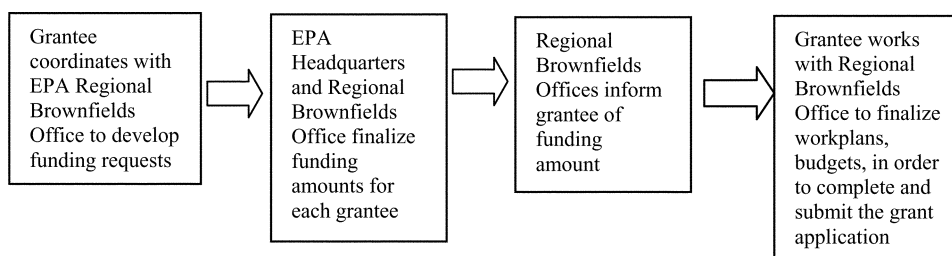 Grantee
coordinates with
EPA Regional
Brownfields
Office to develop
funding requests
EPA
Headquarters
and Regional
Brownfields
Office finalize
funding
amounts for
each grantee
Regional
Brownfields
Offices inform
grantee of
funding
amount
Grantee works
with Regional
Brownfields
Office to finalize
workplans,
budgets, in order
to complete and
submit the grant
application